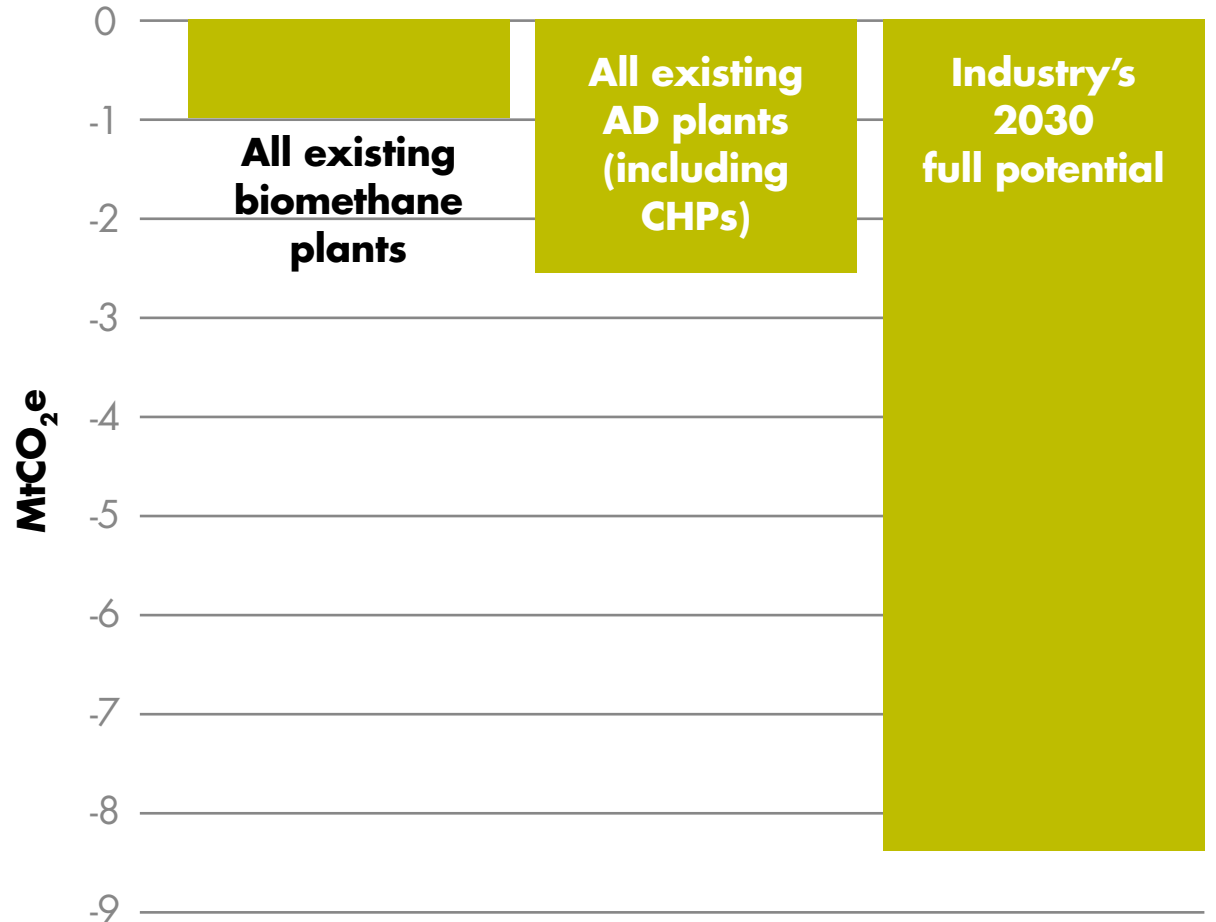 0
-1
-2
-3
-4
-5
-6
-7
-8
-9
MtCO₂e
All existing
biomethane
plants
All existing
AD plants
(including
CHPs)
Industry’s
2030
full potential